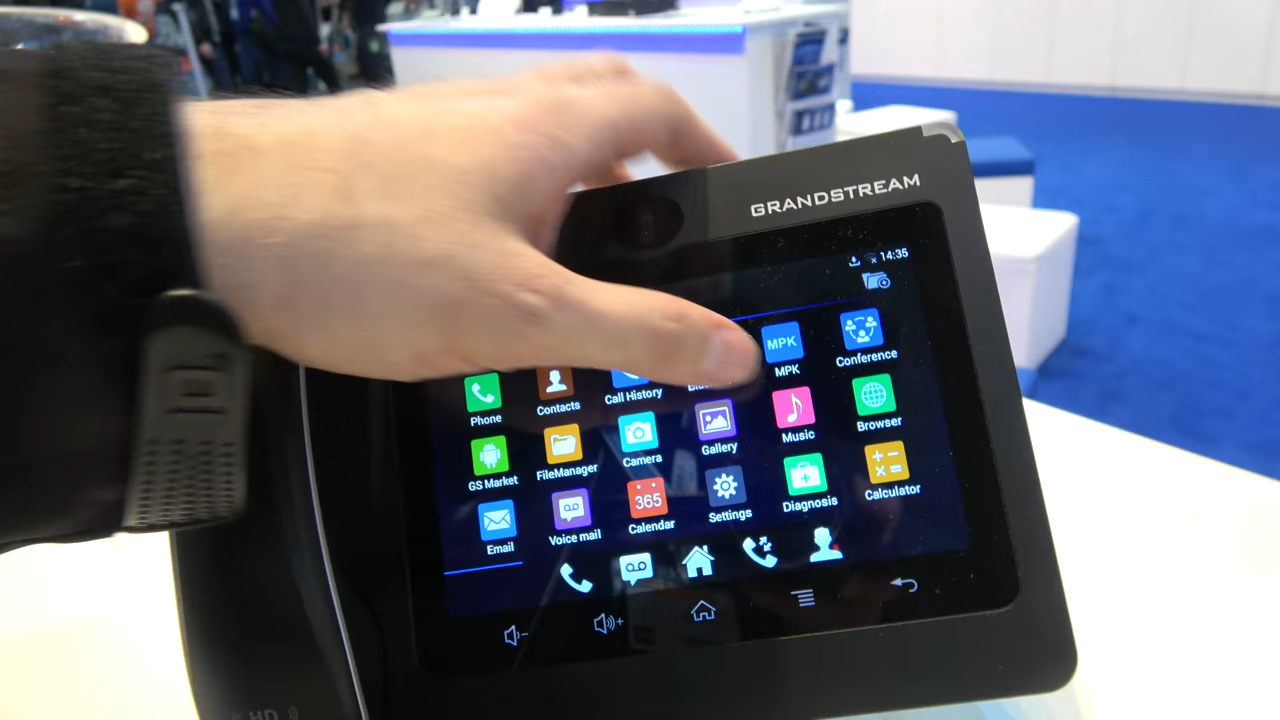 GRANDSTREAM
14:35
MPK
MPK
Conference
Phone
Contacts
Call History
Music
Browser
GS Market
FileManager
Camera
Gallery
Email
Voice mail
365
Calendar
Settings
Diagnosis
Calculator
HD